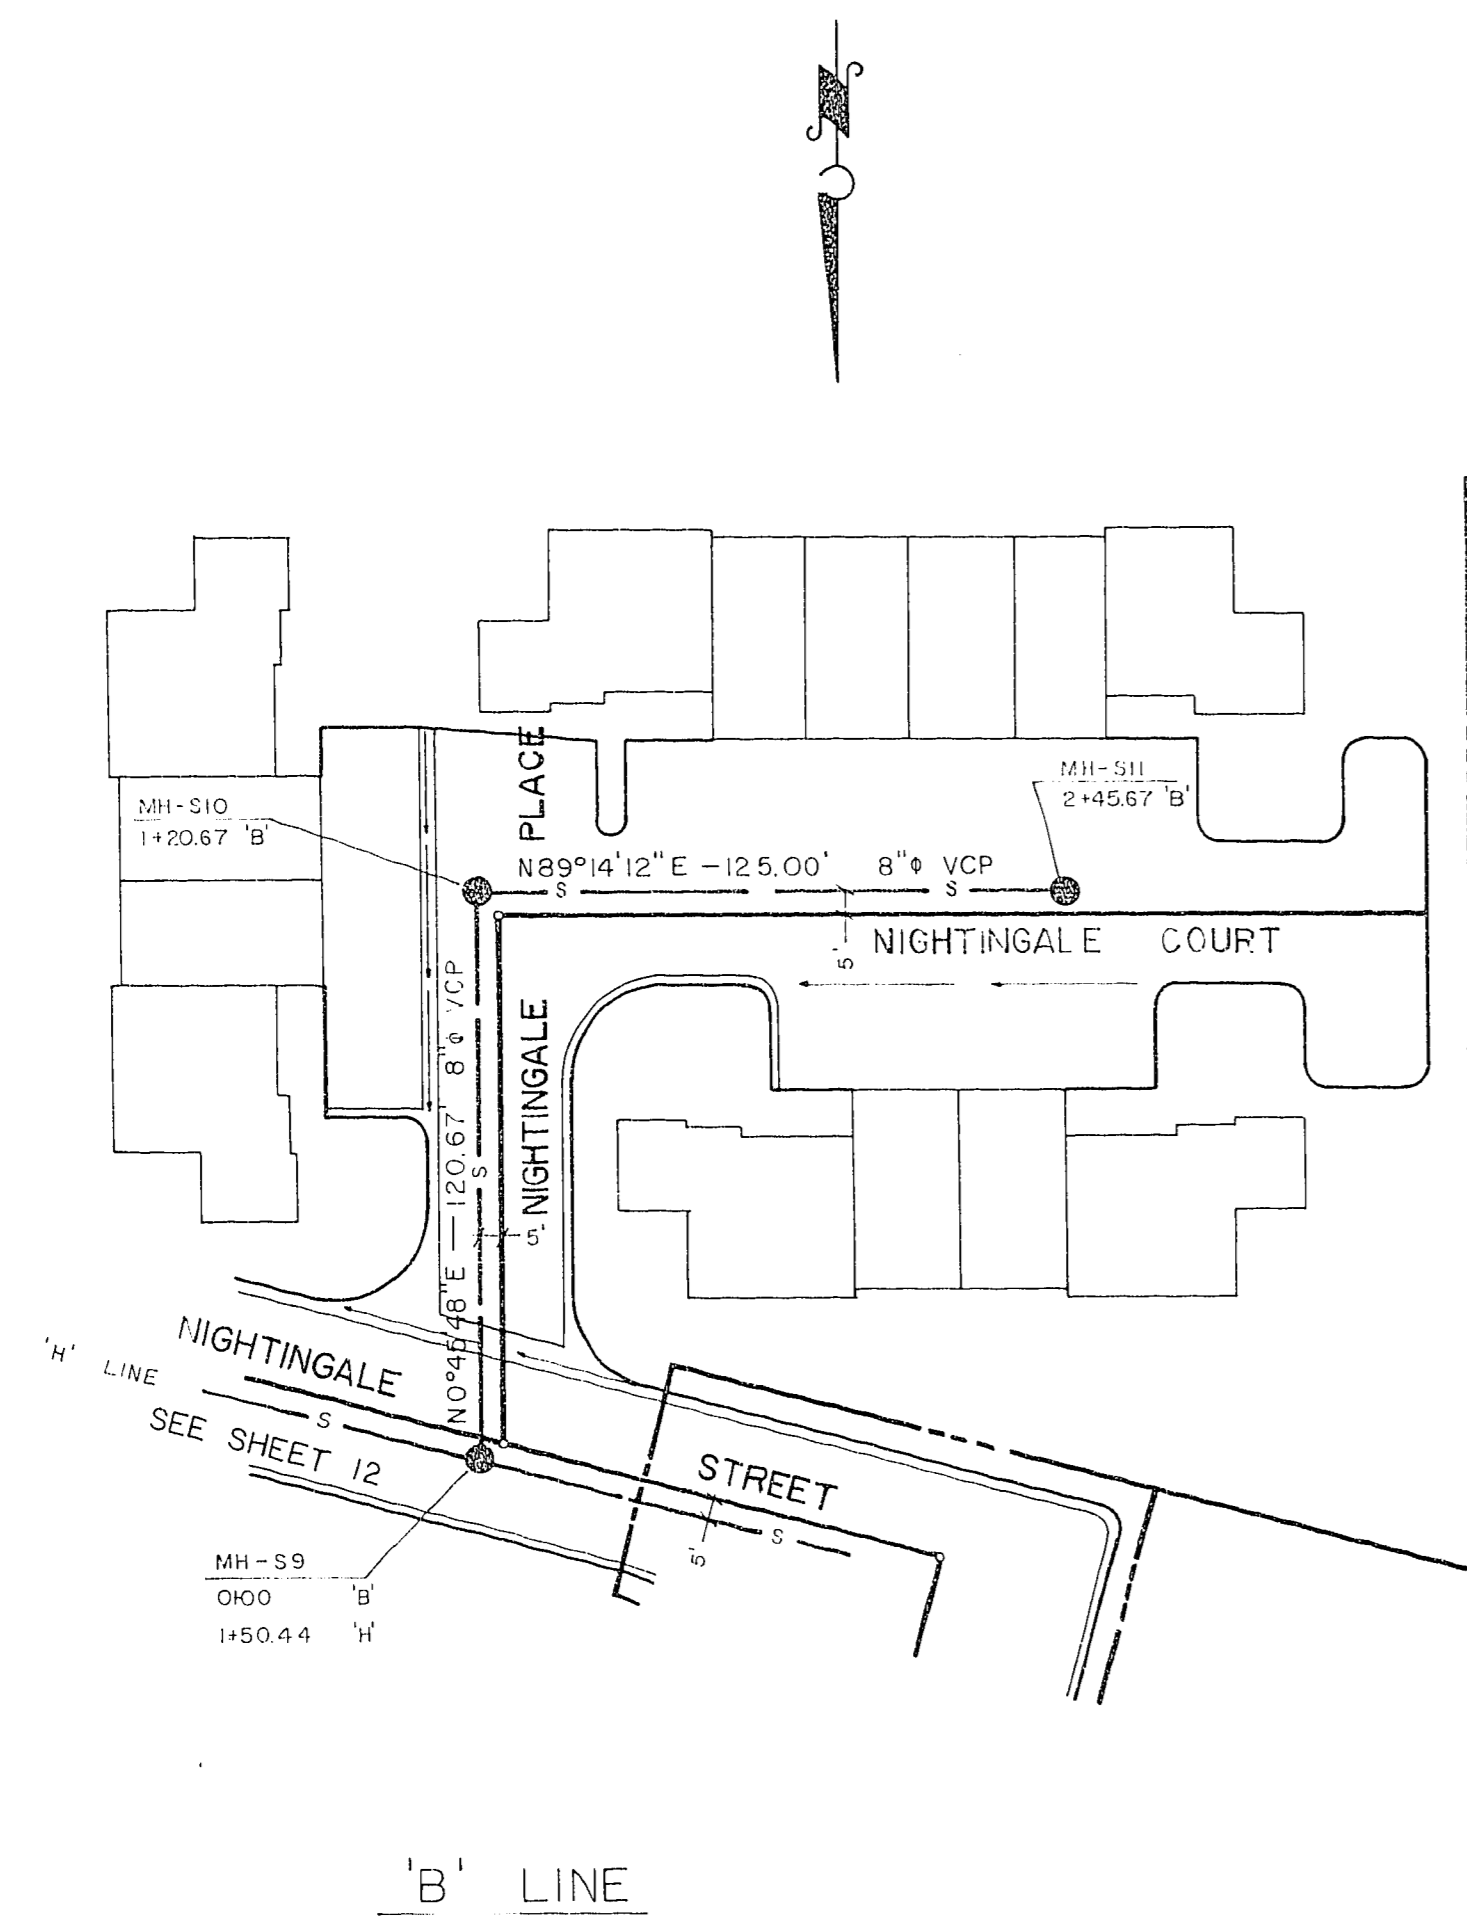 N
PLACE
MH-S10
1+20.67 'B'
MH-S11
2+45.67 'B'
N89°14'12"E -125.00' 8"ɸ VCP
S
S
5'
NIGHTINGALE COURT
N0°45'48"E - 120.67' 8"ɸ VCP
S
NIGHTINGALE
5'
NIGHTINGALE
'H' LINE
S
SEE SHEET 12
STREET
S
5'
MH-S9
0+00 'B'
1+50.44 'H'
'B' LINE